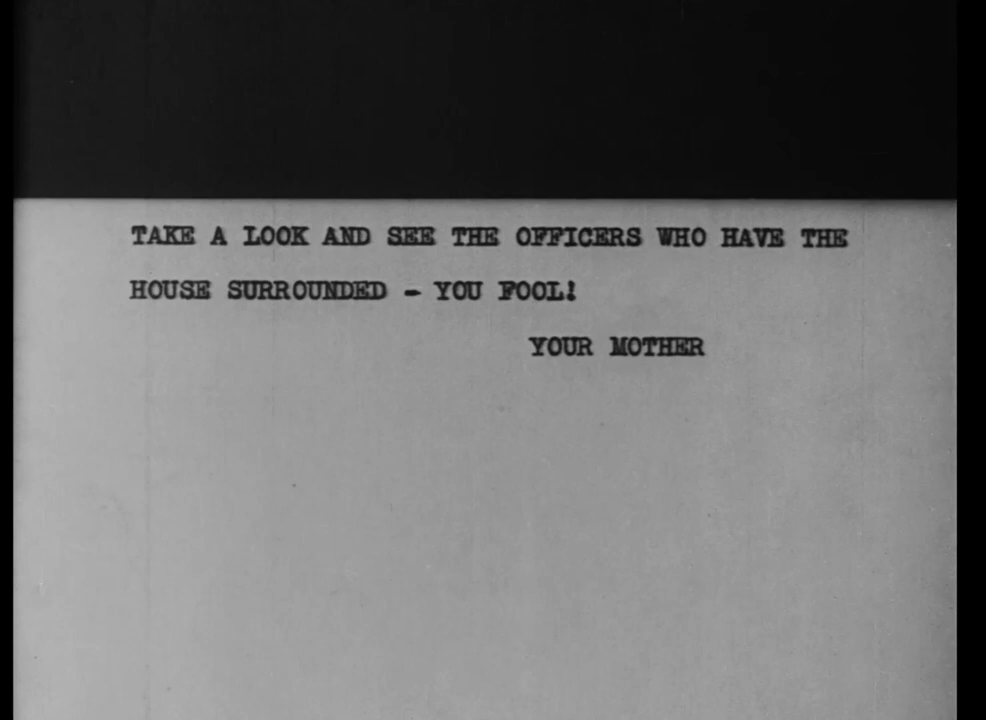 TAKE A LOOK AND SEE THE OFFICERS WHO HAVE THE
HOUSE SURROUNDED - YOU FOOL!
YOUR MOTHER